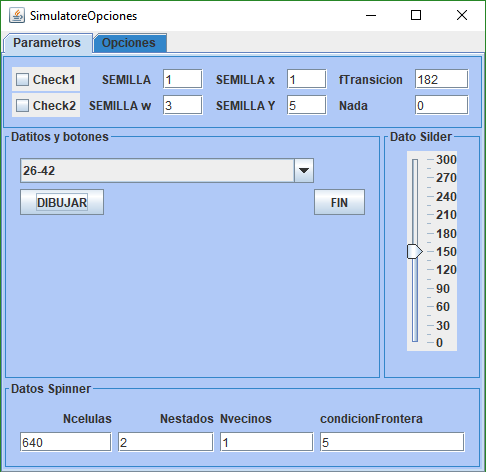 SimulatoreOpciones
Parametros Opciones
Check1 SEMILLA 1 SEMILLA x 1 fTransicion 182
Check2 SEMILLA w 3 SEMILLA Y 5 Nada 0
Datitos y botones
26-42
DIBUJAR FIN
Dato Silder
300
270
240
210
180
150
120
90
60
30
0
Datos Spinner
Ncelulas Nestados Nvecinos condicionFrontera
640 2 1 5